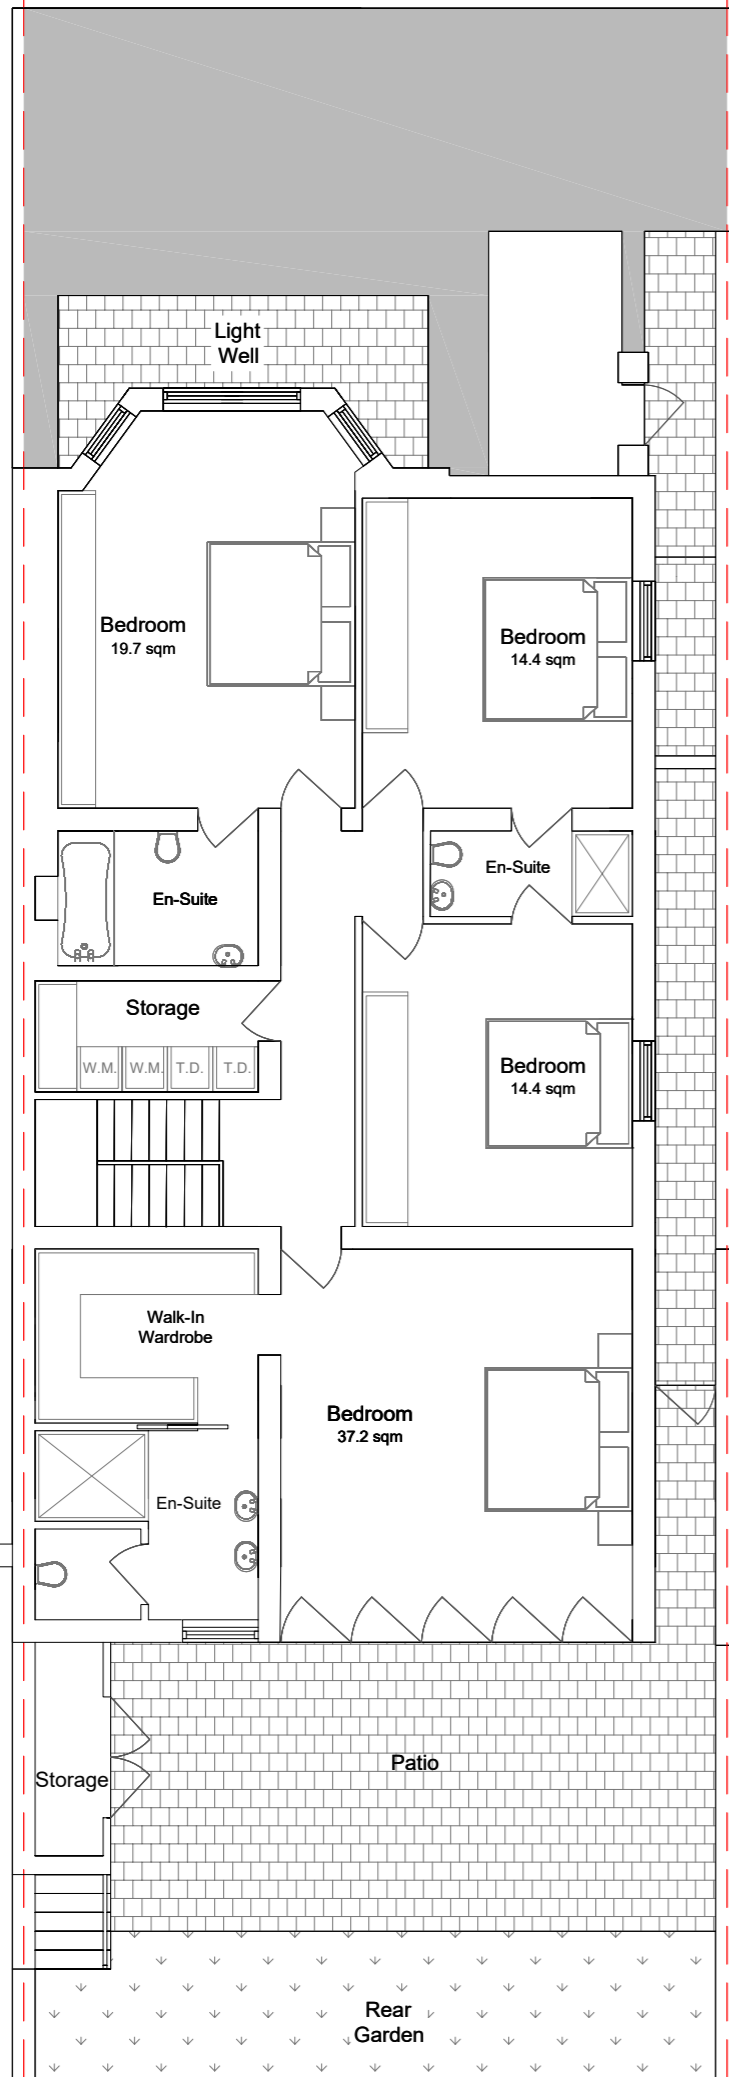 Light
Well
Bedroom
19.7 sqm
Bedroom
14.4 sqm
En-Suite
En-Suite
Storage
W.M.
W.M.
T.D.
T.D.
Bedroom
14.4 sqm
Walk-In
Wardrobe
Bedroom
37.2 sqm
En-Suite
Patio
Storage
Rear
Garden